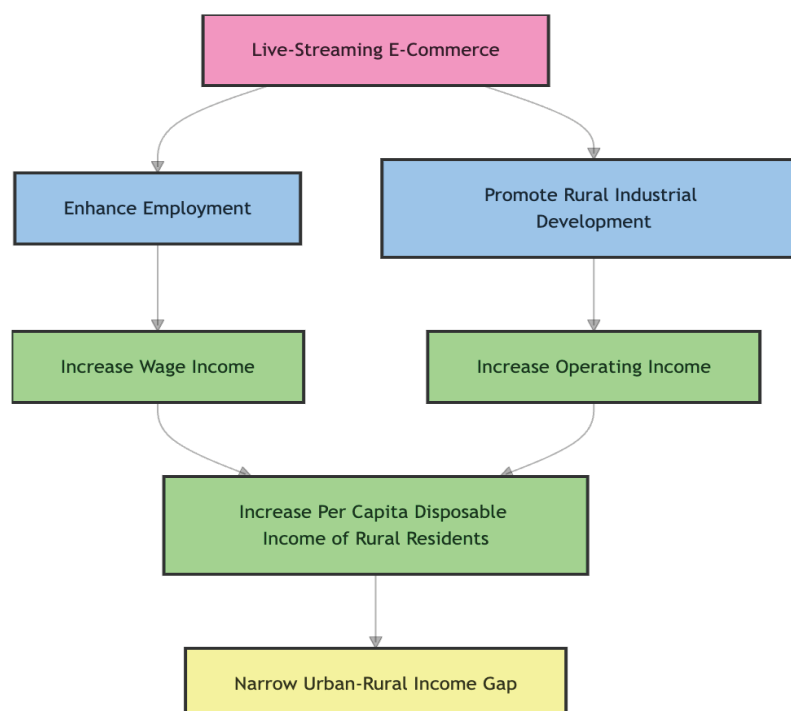 Live-Streaming E-Commerce
Enhance Employment
Promote Rural Industrial
Development
Increase Wage Income
Increase Operating Income
Increase Per Capita Disposable
Income of Rural Residents
Narrow Urban-Rural Income Gap